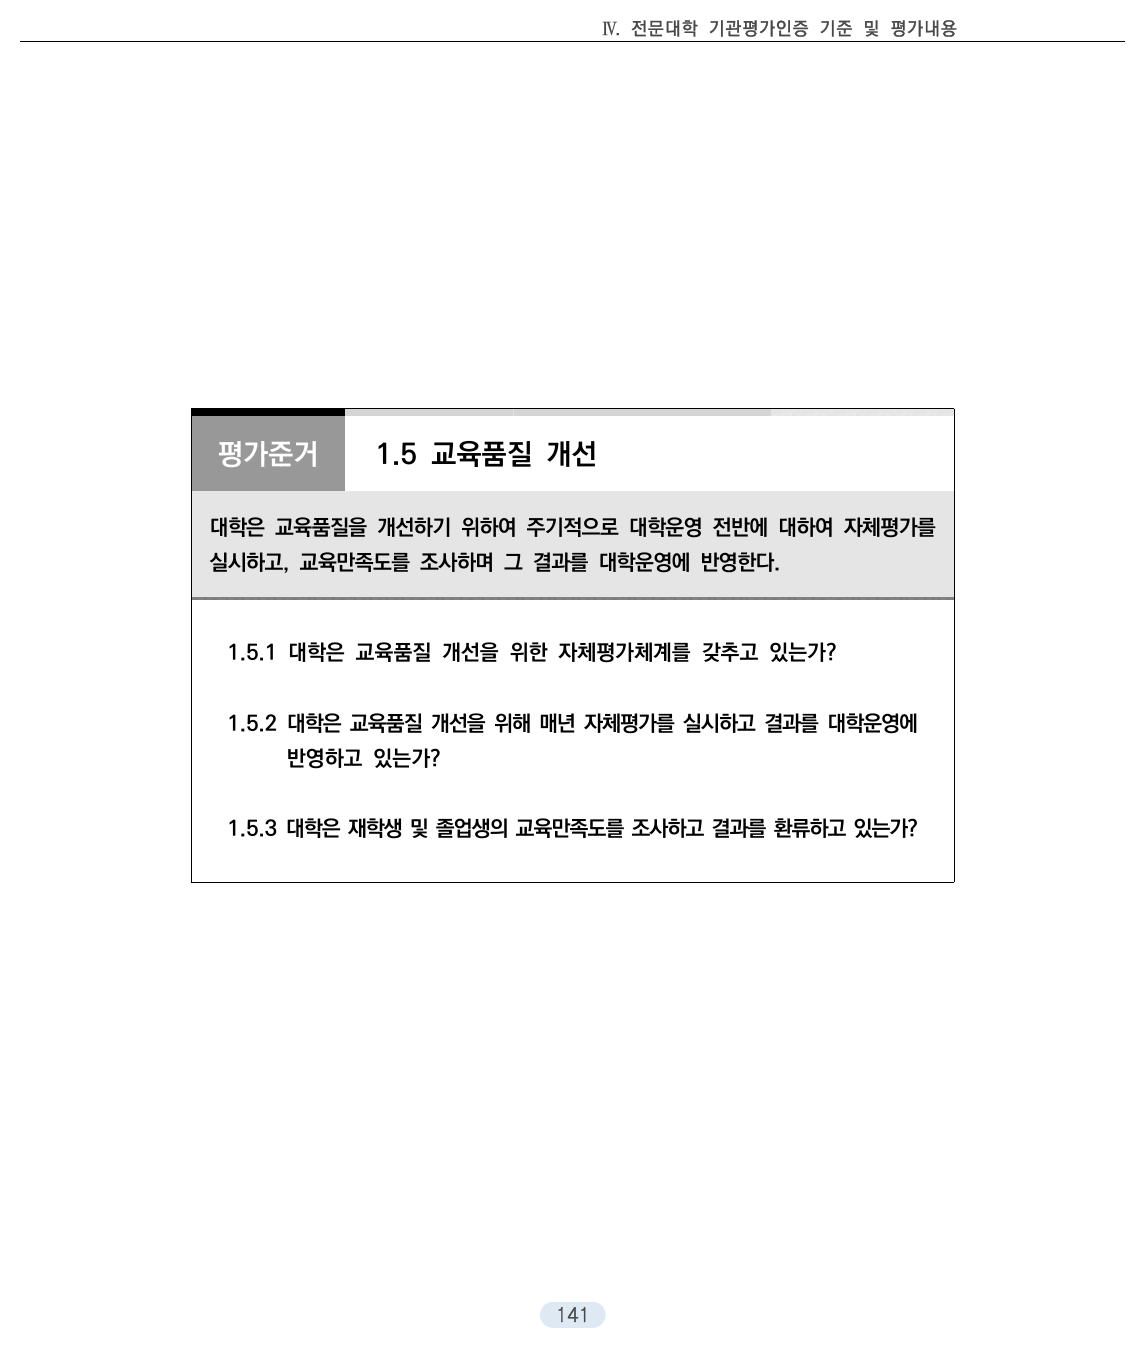 Ⅳ. 전문대학 기관평가인증 기준 및 평가내용
평가준거
1.5 교육품질 개선
대학은 교육품질을 개선하기 위하여 주기적으로 대학운영 전반에 대하여 자체평가를
실시하고, 교육만족도를 조사하며 그 결과를 대학운영에 반영한다.
1.5.1 대학은 교육품질 개선을 위한 자체평가체계를 갖추고 있는가?
1.5.2 대학은 교육품질 개선을 위해 매년 자체평가를 실시하고 결과를 대학운영에
반영하고 있는가?
1.5.3 대학은 재학생 및 졸업생의 교육만족도를 조사하고 결과를 환류하고 있는가?
141